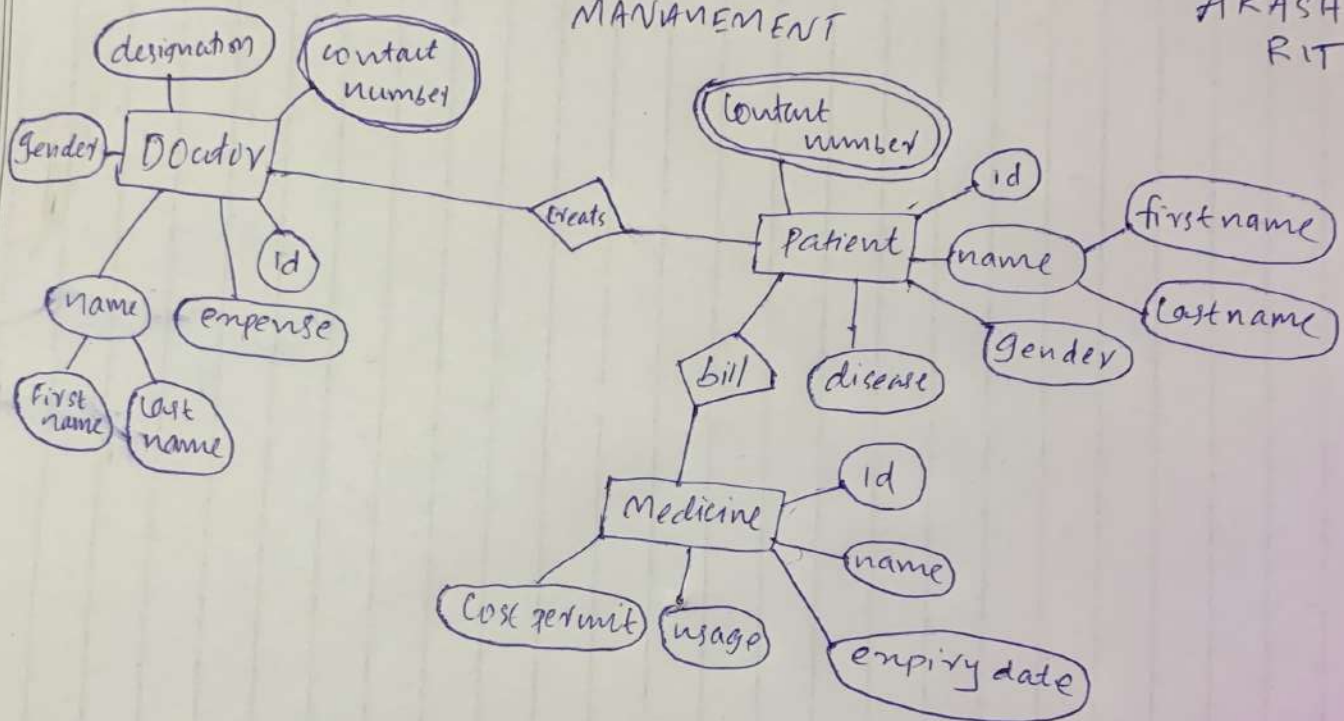 MANAGEMENT
AKASH
RIT
designation
contact
number
gender
Doctor
id
name
expense
First
name
Last
name
treats
Contact
number
Patient
id
name
firstname
Lastname
gender
disease
bill
Medicine
id
name
expiry date
usage
Cost perunit